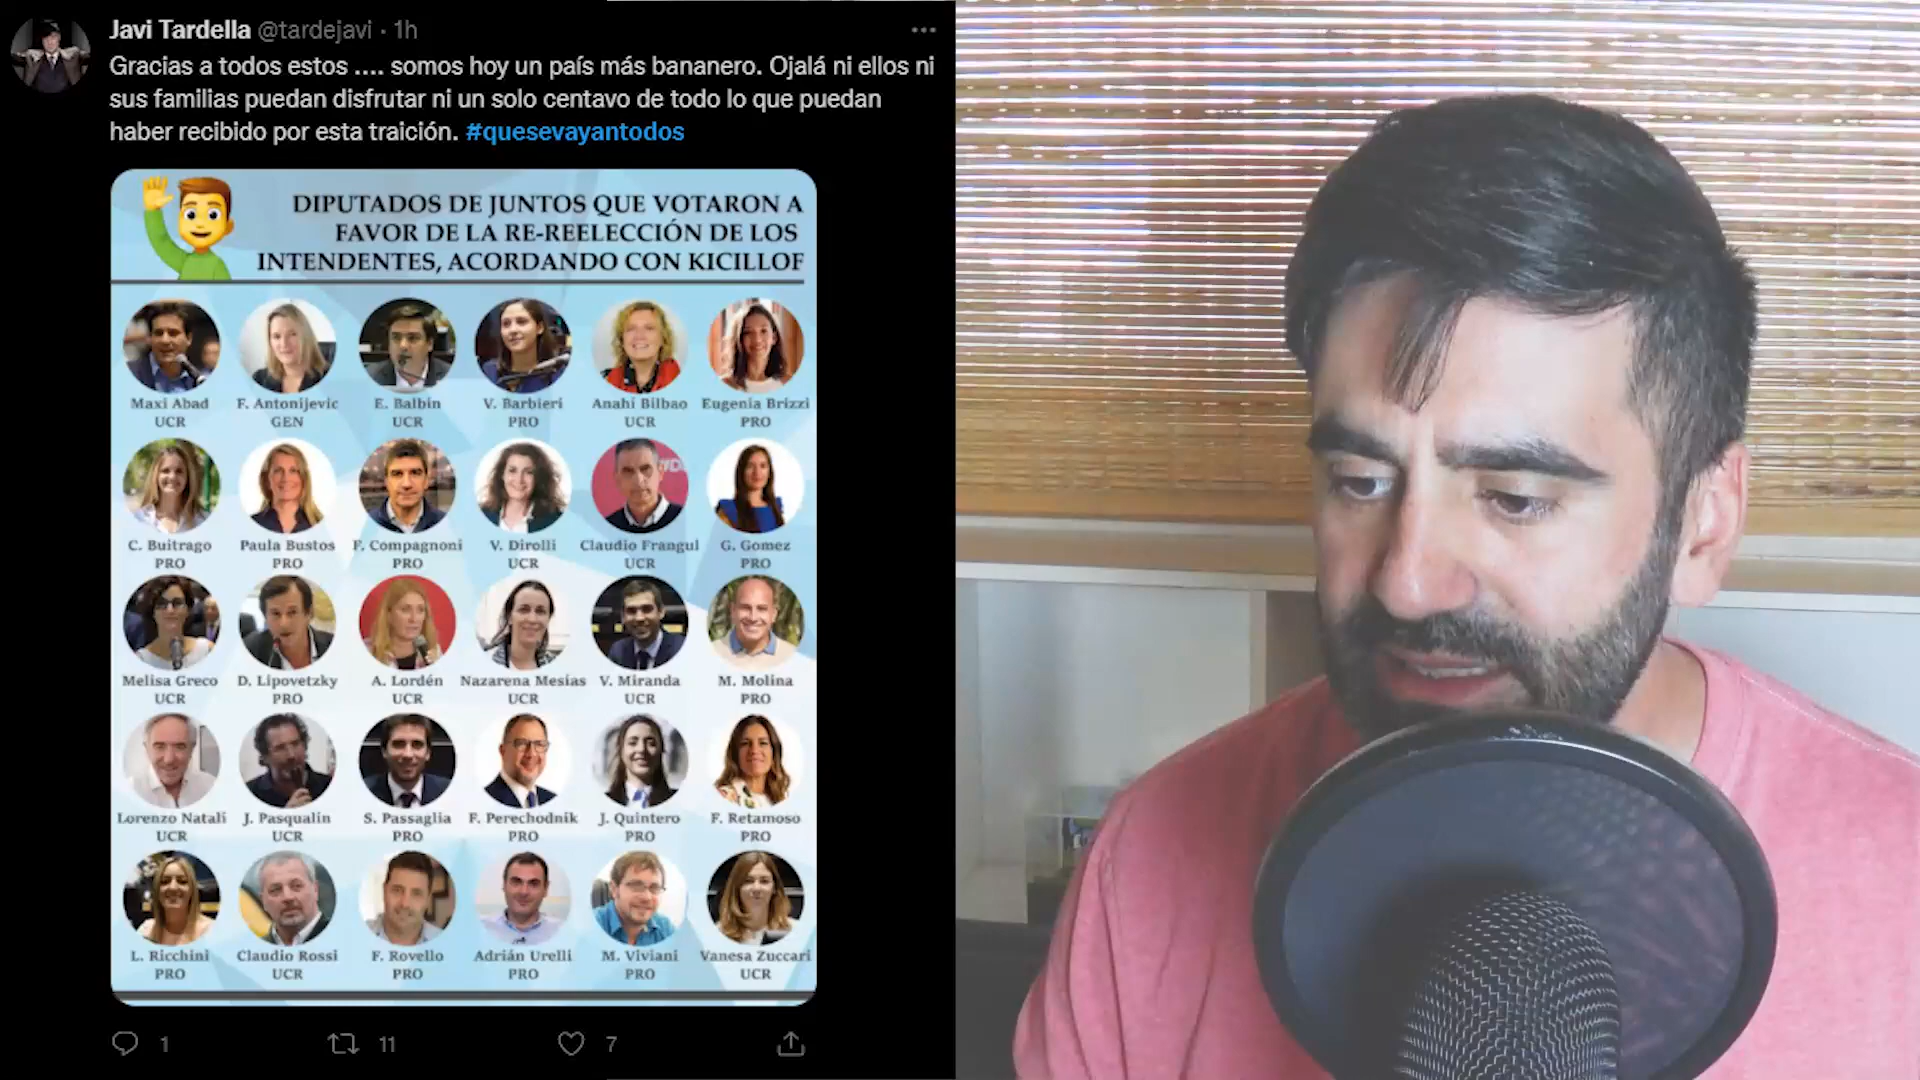 Javi Tardella @tardejavi · 1h
Gracias a todos estos .... somos hoy un país más bananero. Ojalá ni ellos ni
sus familias puedan disfrutar ni un solo centavo de todo lo que puedan
haber recibido por esta traición. #quesevayantodos
DIPUTADOS DE JUNTOS QUE VOTARON A
FAVOR DE LA RE-REELECCIÓN DE LOS
INTENDENTES, ACORDANDO CON KICILLOF
Maxi Abad F. Antonijevic E. Balbin V. Barbieri Anahi Bilbao Eugenia Brizzi
UCR GEN UCR PRO UCR PRO
C. Buitrago Paula Bustos F. Compagnoni V. Dirolli Claudio Frangul G. Gomez
PRO PRO PRO UCR UCR PRO
Melisa Greco D. Lipovetzky A. Lordén Nazarena Mesías V. Miranda M. Molina
UCR PRO UCR UCR UCR PRO
Lorenzo Natali J. Pasqualín S. Passaglia F. Perechodnik J. Quintero F. Retamoso
UCR UCR PRO PRO PRO PRO
L. Ricchini Claudio Rossi F. Rovello Adrián Urelli M. Viviani Vanesa Zuccari
PRO UCR PRO PRO PRO UCR
1 11 7